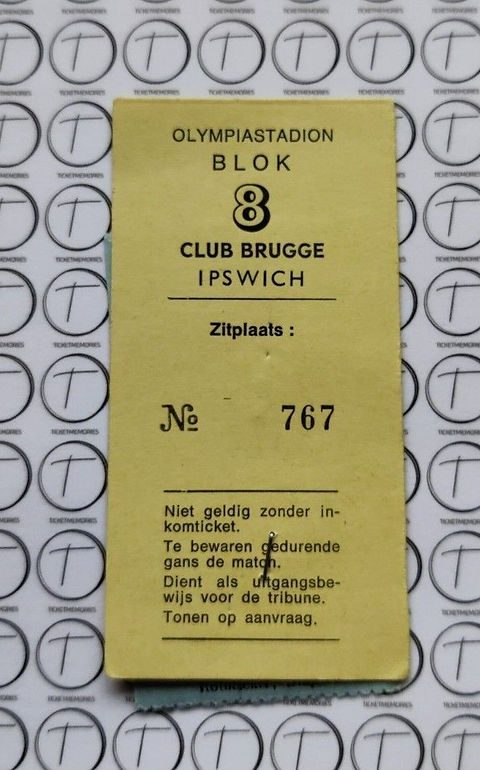 OLYMPIASTADION
BLOK
8
CLUB BRUGGE
IPSWICH
Zitplaats :
№ 767
Niet geldig zonder in-
komticket.
Te bewaren gedurende
gans de match.
Dient als uitgangsbe-
wijs voor de tribune.
Tonen op aanvraag.